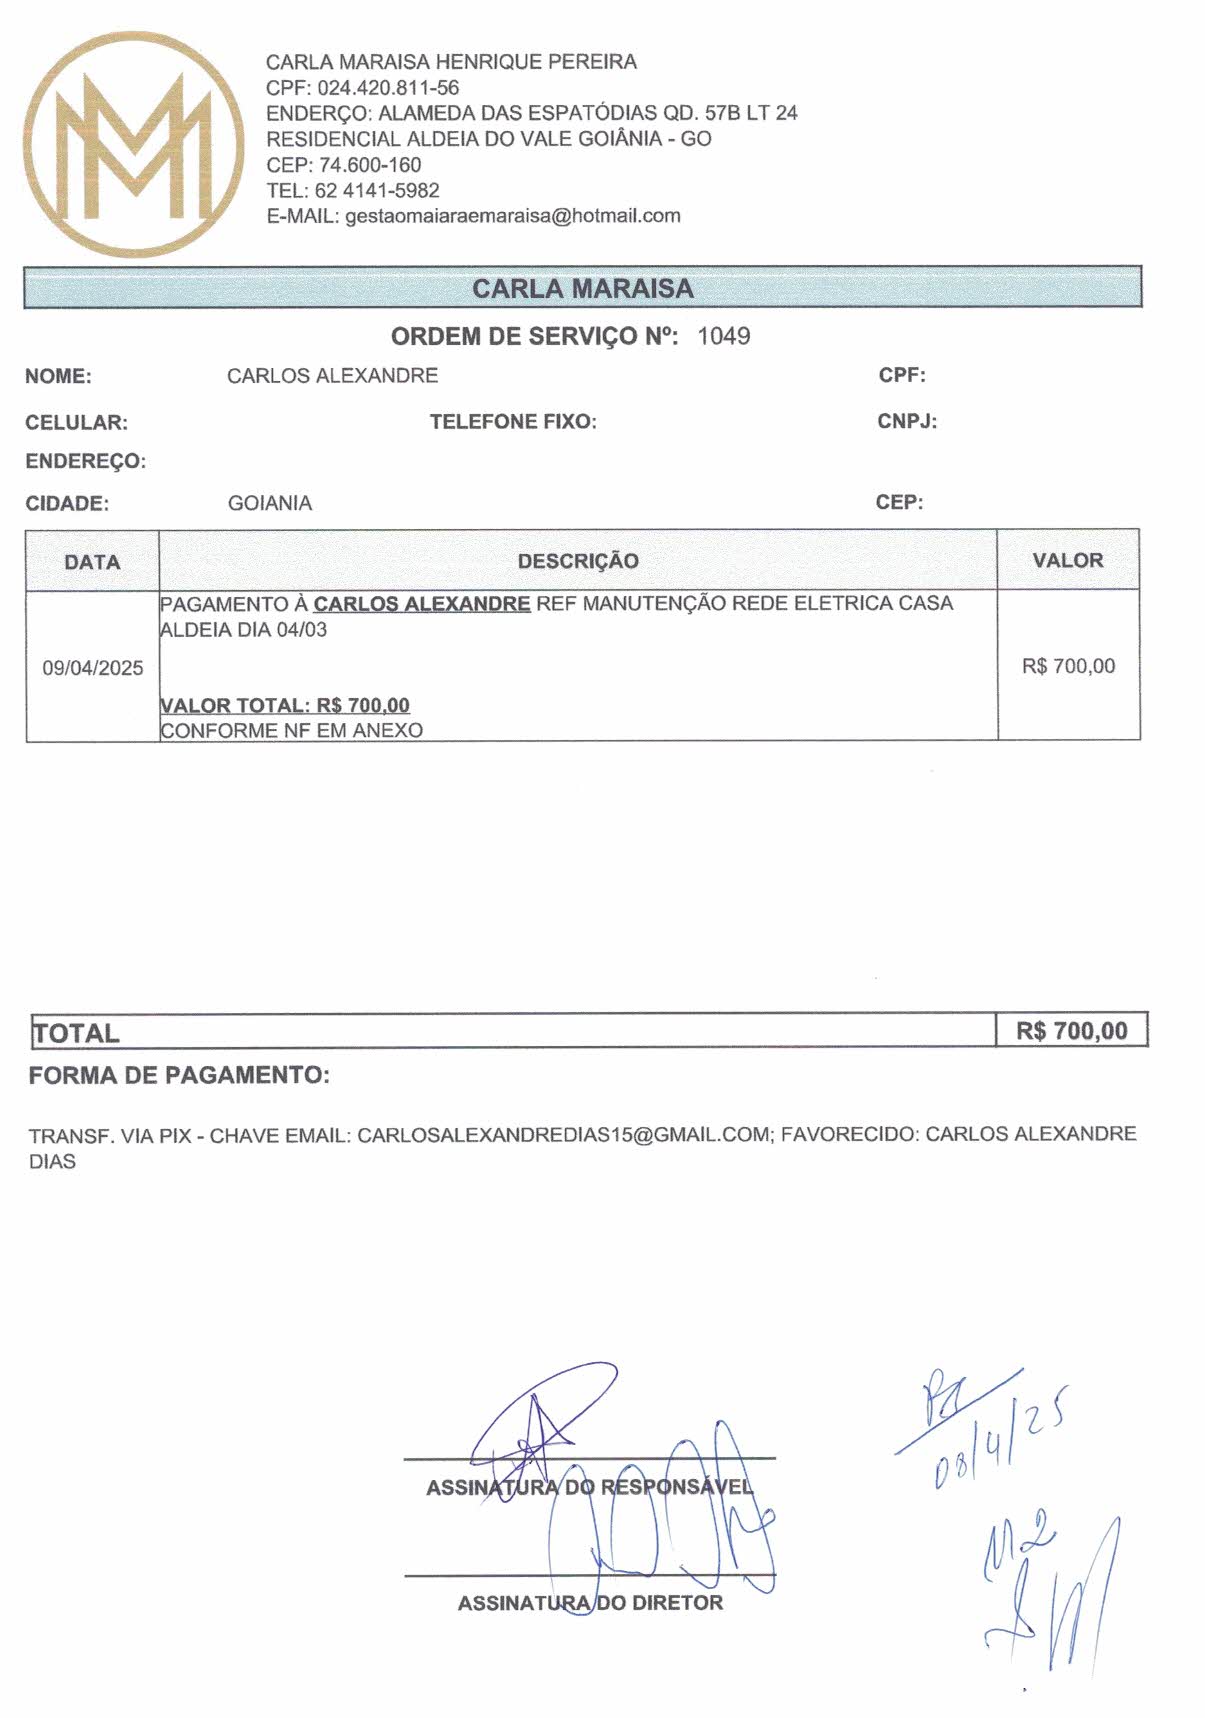 CARLA MARAISA HENRIQUE PEREIRA
CPF: 024.420.811-56
ENDERÇO: ALAMEDA DAS ESPATÓDIAS QD. 57B LT 24
RESIDENCIAL ALDEIA DO VALE GOIÂNIA - GO
CEP: 74.600-160
TEL: 62 4141-5982
E-MAIL: gestaomaiaraemaraisa@hotmail.com
CARLA MARAISA
ORDEM DE SERVIÇO Nº: 1049
NOME: CARLOS ALEXANDRE CPF:
CELULAR: TELEFONE FIXO: CNPJ:
ENDEREÇO:
CIDADE: GOIANIA CEP:
DATA DESCRIÇÃO VALOR
PAGAMENTO À CARLOS ALEXANDRE REF MANUTENÇÃO REDE ELETRICA CASA
ALDEIA DIA 04/03
09/04/2025 R$ 700,00
VALOR TOTAL: R$ 700,00
CONFORME NF EM ANEXO
TOTAL R$ 700,00
FORMA DE PAGAMENTO:
TRANSF. VIA PIX - CHAVE EMAIL: CARLOSALEXANDREDIAS15@GMAIL.COM; FAVORECIDO: CARLOS ALEXANDRE
DIAS
08/4/25
ASSINATURA DO RESPONSÁVEL
ASSINATURA DO DIRETOR